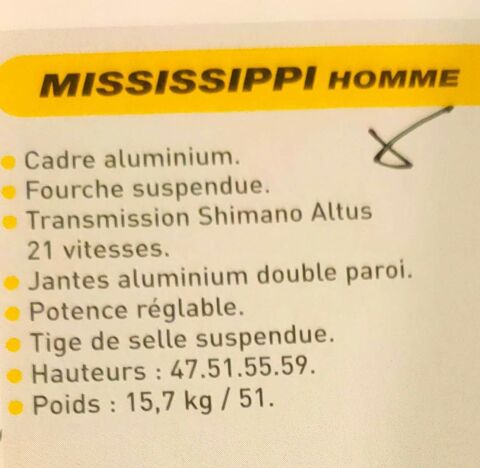 MISSISSIPPI HOMME
Cadre aluminium.
Fourche suspendue.
Transmission Shimano Altus
21 vitesses.
Jantes aluminium double paroi.
Potence réglable.
Tige de selle suspendue.
Hauteurs : 47.51.55.59.
Poids : 15,7 kg / 51.